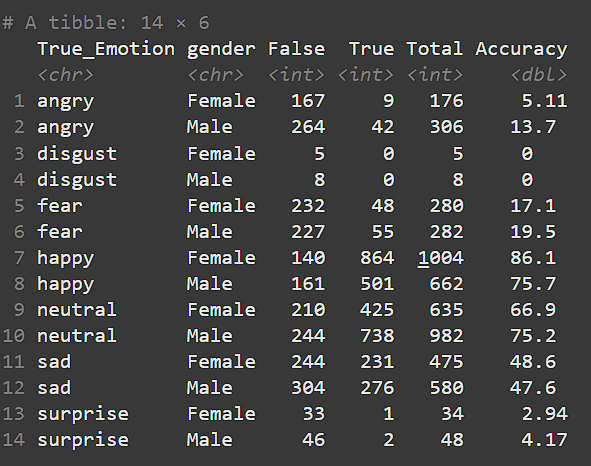 # A tibble: 14 × 6
True_Emotion gender False True Total Accuracy
<chr> <chr> <int> <int> <int> <dbl>
1 angry Female 167 9 176 5.11
2 angry Male 264 42 306 13.7
3 disgust Female 5 0 5 0
4 disgust Male 8 0 8 0
5 fear Female 232 48 280 17.1
6 fear Male 227 55 282 19.5
7 happy Female 140 864 1004 86.1
8 happy Male 161 501 662 75.7
9 neutral Female 210 425 635 66.9
10 neutral Male 244 738 982 75.2
11 sad Female 244 231 475 48.6
12 sad Male 304 276 580 47.6
13 surprise Female 33 1 34 2.94
14 surprise Male 46 2 48 4.17